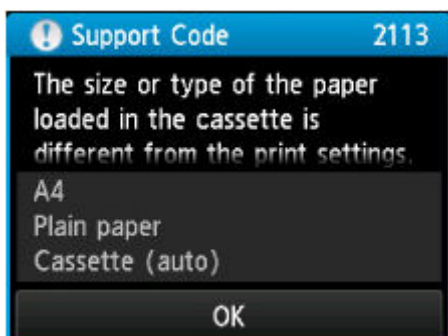 Support Code 2113
The size or type of the paper
loaded in the cassette is
different from the print settings.
A4
Plain paper
Cassette (auto)
OK